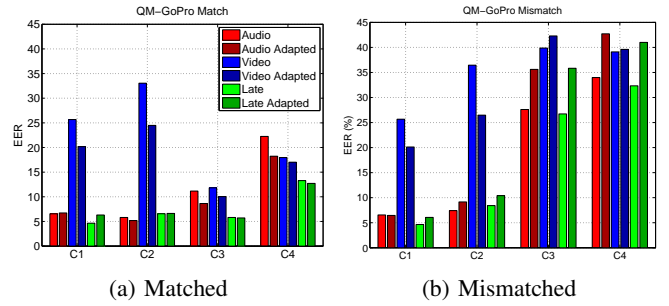 QM-GoPro Match
45
40
35
30
25
20
15
10
5
0
EER
C1 C2 C3 C4
Audio
Audio Adapted
Video
Video Adapted
Late
Late Adapted
(a) Matched
QM-GoPro Mismatch
45
40
35
30
25
20
15
10
5
0
EER (%)
C1 C2 C3 C4
(b) Mismatched